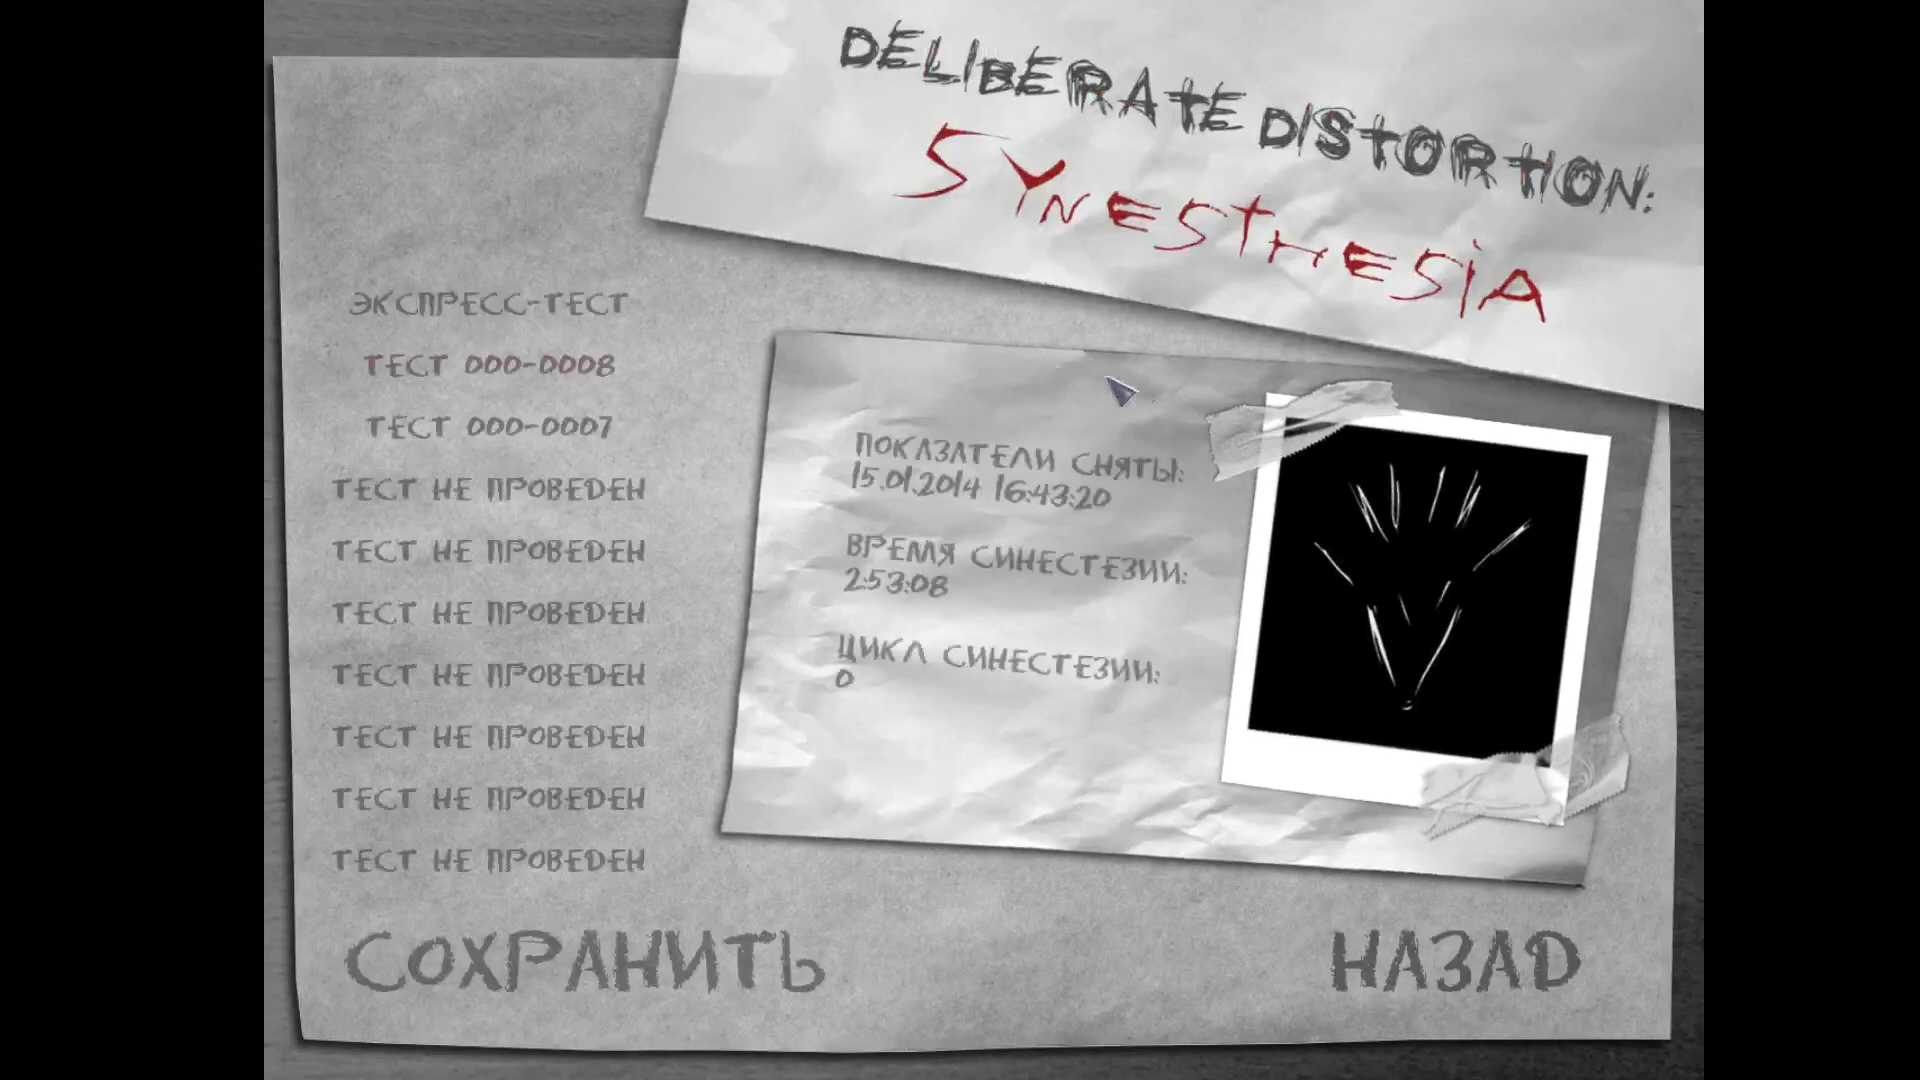 DELIBERATE DISTORTION:
SYNESTHESIA
ЭКСПРЕСС-ТЕСТ
ТЕСТ 000-0008
ТЕСТ 000-0007
ТЕСТ НЕ ПРОВЕДЕН
ТЕСТ НЕ ПРОВЕДЕН
ТЕСТ НЕ ПРОВЕДЕН
ТЕСТ НЕ ПРОВЕДЕН
ТЕСТ НЕ ПРОВЕДЕН
ТЕСТ НЕ ПРОВЕДЕН
ТЕСТ НЕ ПРОВЕДЕН
ПОКАЗАТЕЛИ СНЯТЫ:
15.01.2014 16:43:20
ВРЕМЯ СИНЕСТЕЗИИ:
2:53:08
ЦИКЛ СИНЕСТЕЗИИ:
0
СОХРАНИТЬ
НАЗАД